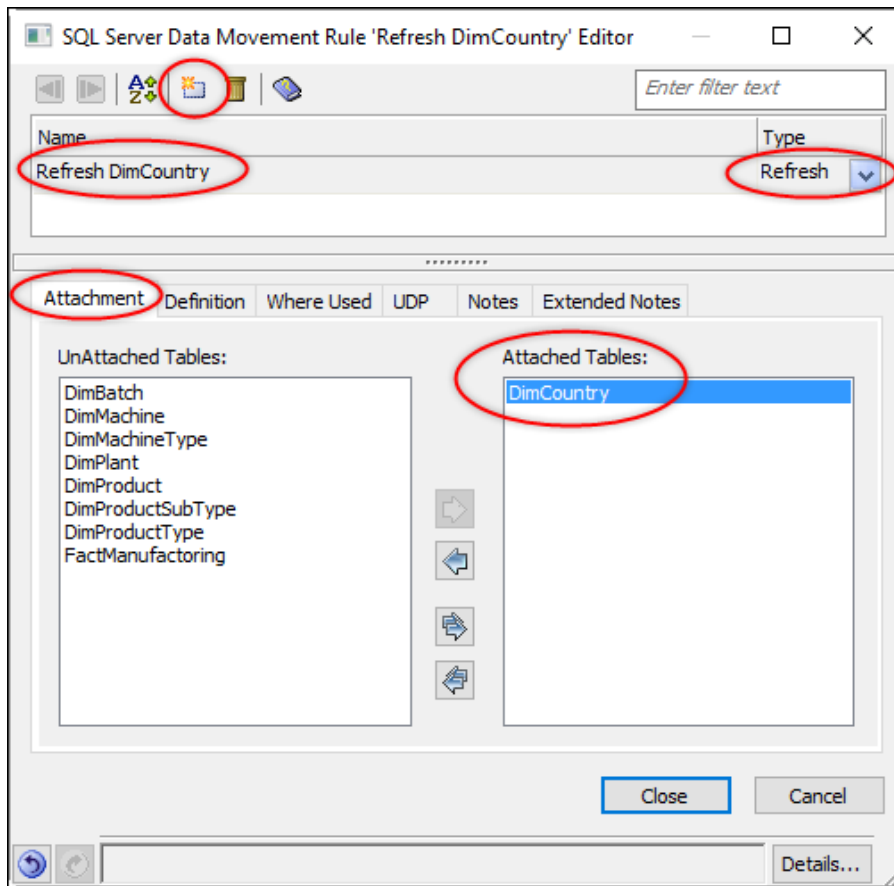 SQL Server Data Movement Rule 'Refresh DimCountry' Editor
A
Z
Enter filter text
Name Type
Refresh DimCountry Refresh
Attachment Definition Where Used UDP Notes Extended Notes
UnAttached Tables: Attached Tables:
DimBatch DimCountry
DimMachine
DimMachineType
DimPlant
DimProduct
DimProductSubType
DimProductType
FactManufactoring
Close Cancel
Details...